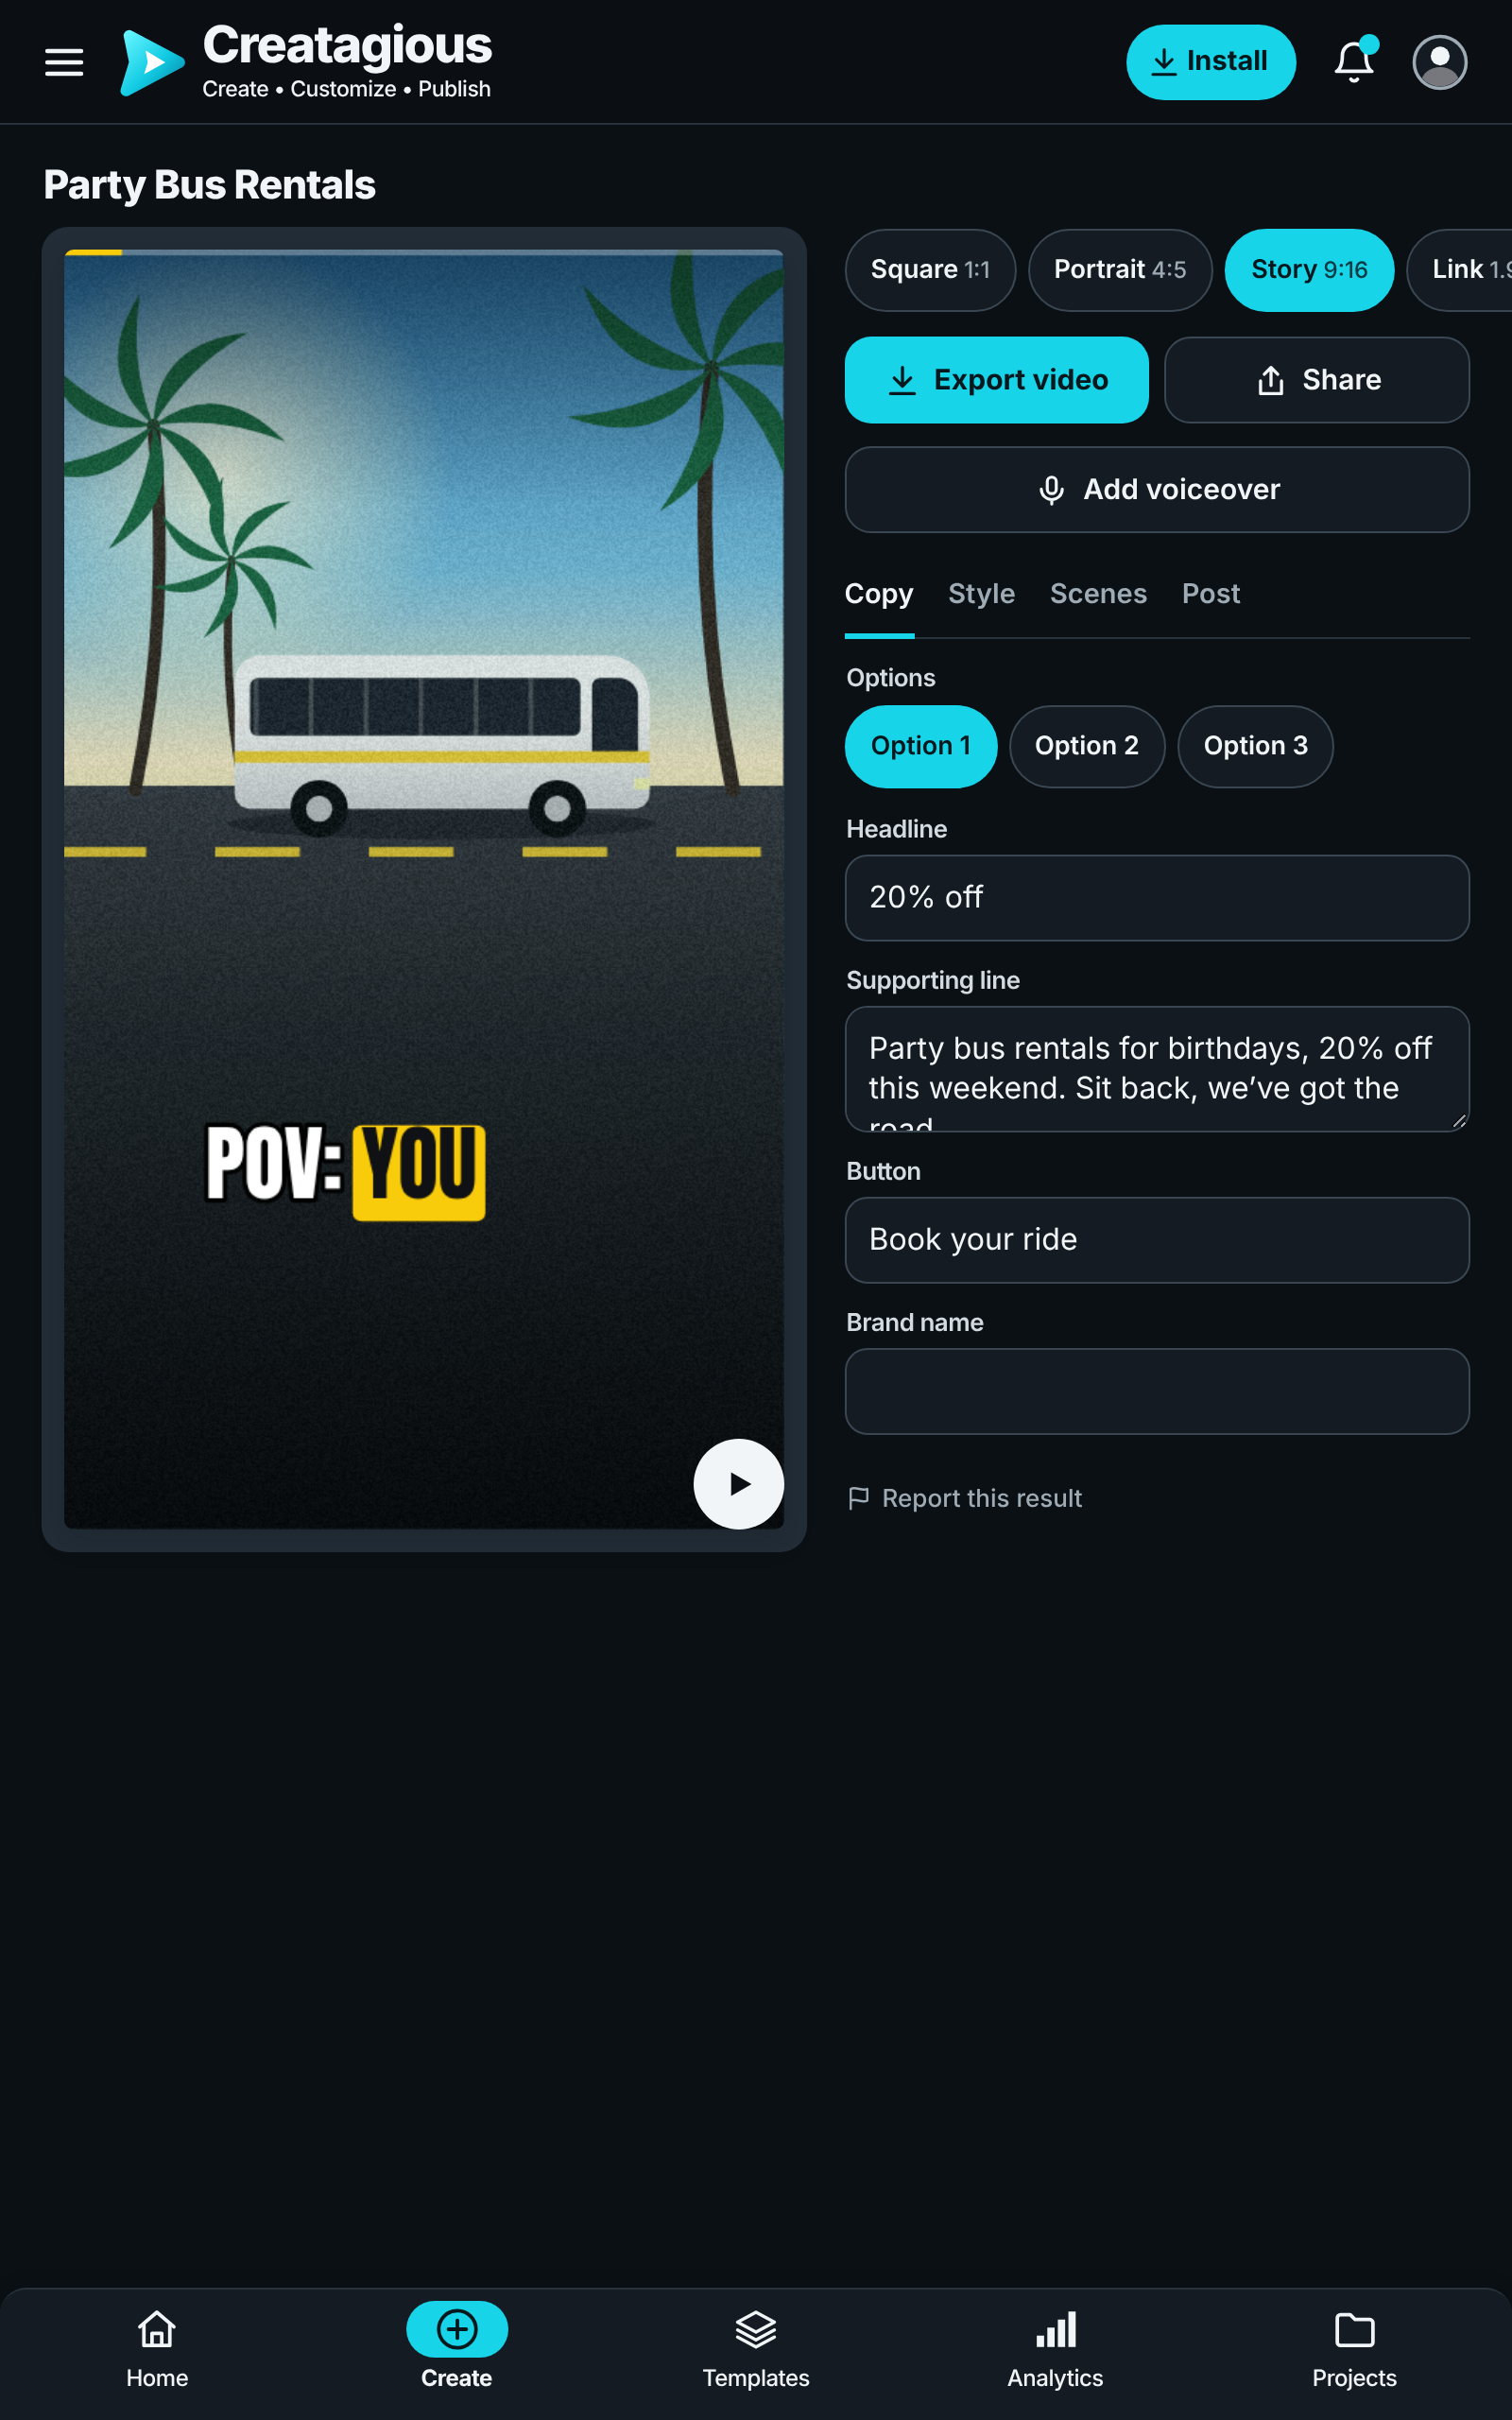 Creatagious
Create • Customize • Publish
Install
Party Bus Rentals
POV: YOU
Square 1:1
Portrait 4:5
Story 9:16
Link
Export video
Share
Add voiceover
Copy
Style
Scenes
Post
Options
Option 1
Option 2
Option 3
Headline
20% off
Supporting line
Party bus rentals for birthdays, 20% off
this weekend. Sit back, we’ve got the
road
Button
Book your ride
Brand name
Report this result
Home
Create
Templates
Analytics
Projects